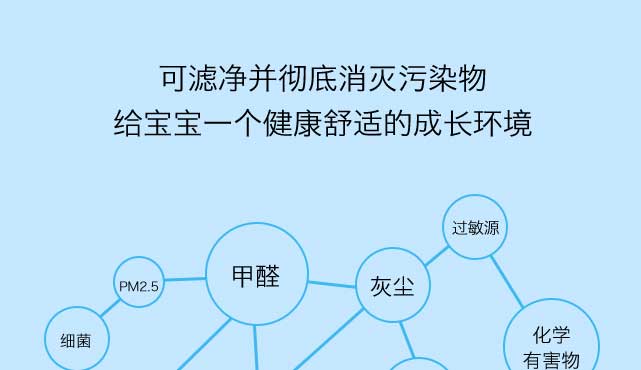 可滤净并彻底消灭污染物
给宝宝一个健康舒适的成长环境
过敏源
甲醛
灰尘
PM2.5
细菌
化学
有害物